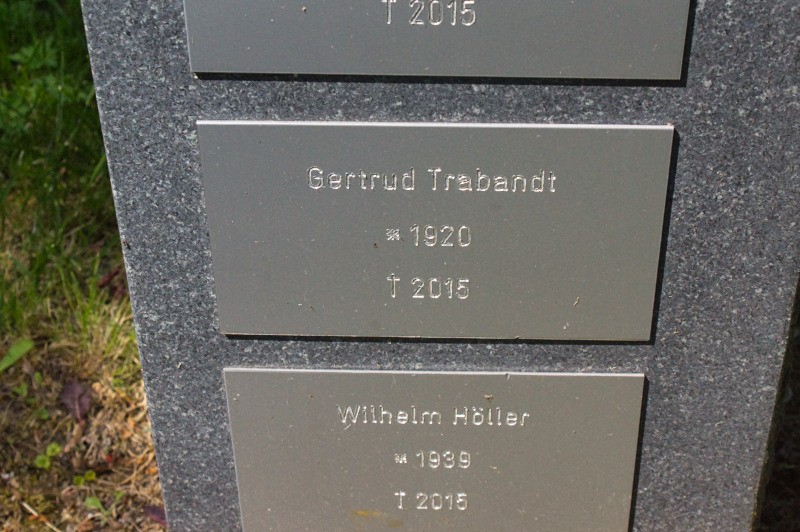 † 2015
Gertrud Trabandt
* 1920
† 2015
Wilhelm Höller
* 1939
† 2015